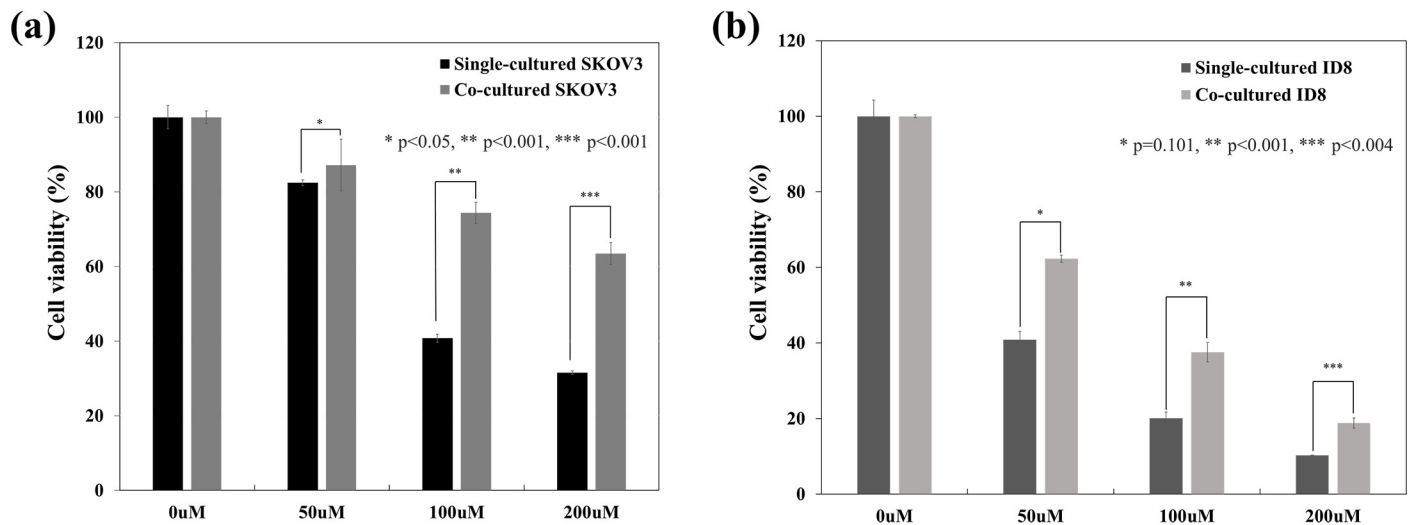 (a)
120
100
80
60
40
20
0
Cell viability (%)
Single-cultured SKOV3
Co-cultured SKOV3
* p<0.05, ** p<0.001, *** p<0.001
*
**
***
0uM 50uM 100uM 200uM
(b)
120
100
80
60
40
20
0
Cell viability (%)
Single-cultured ID8
Co-cultured ID8
* p=0.101, ** p<0.001, *** p<0.004
*
**
***
0uM 50uM 100uM 200uM